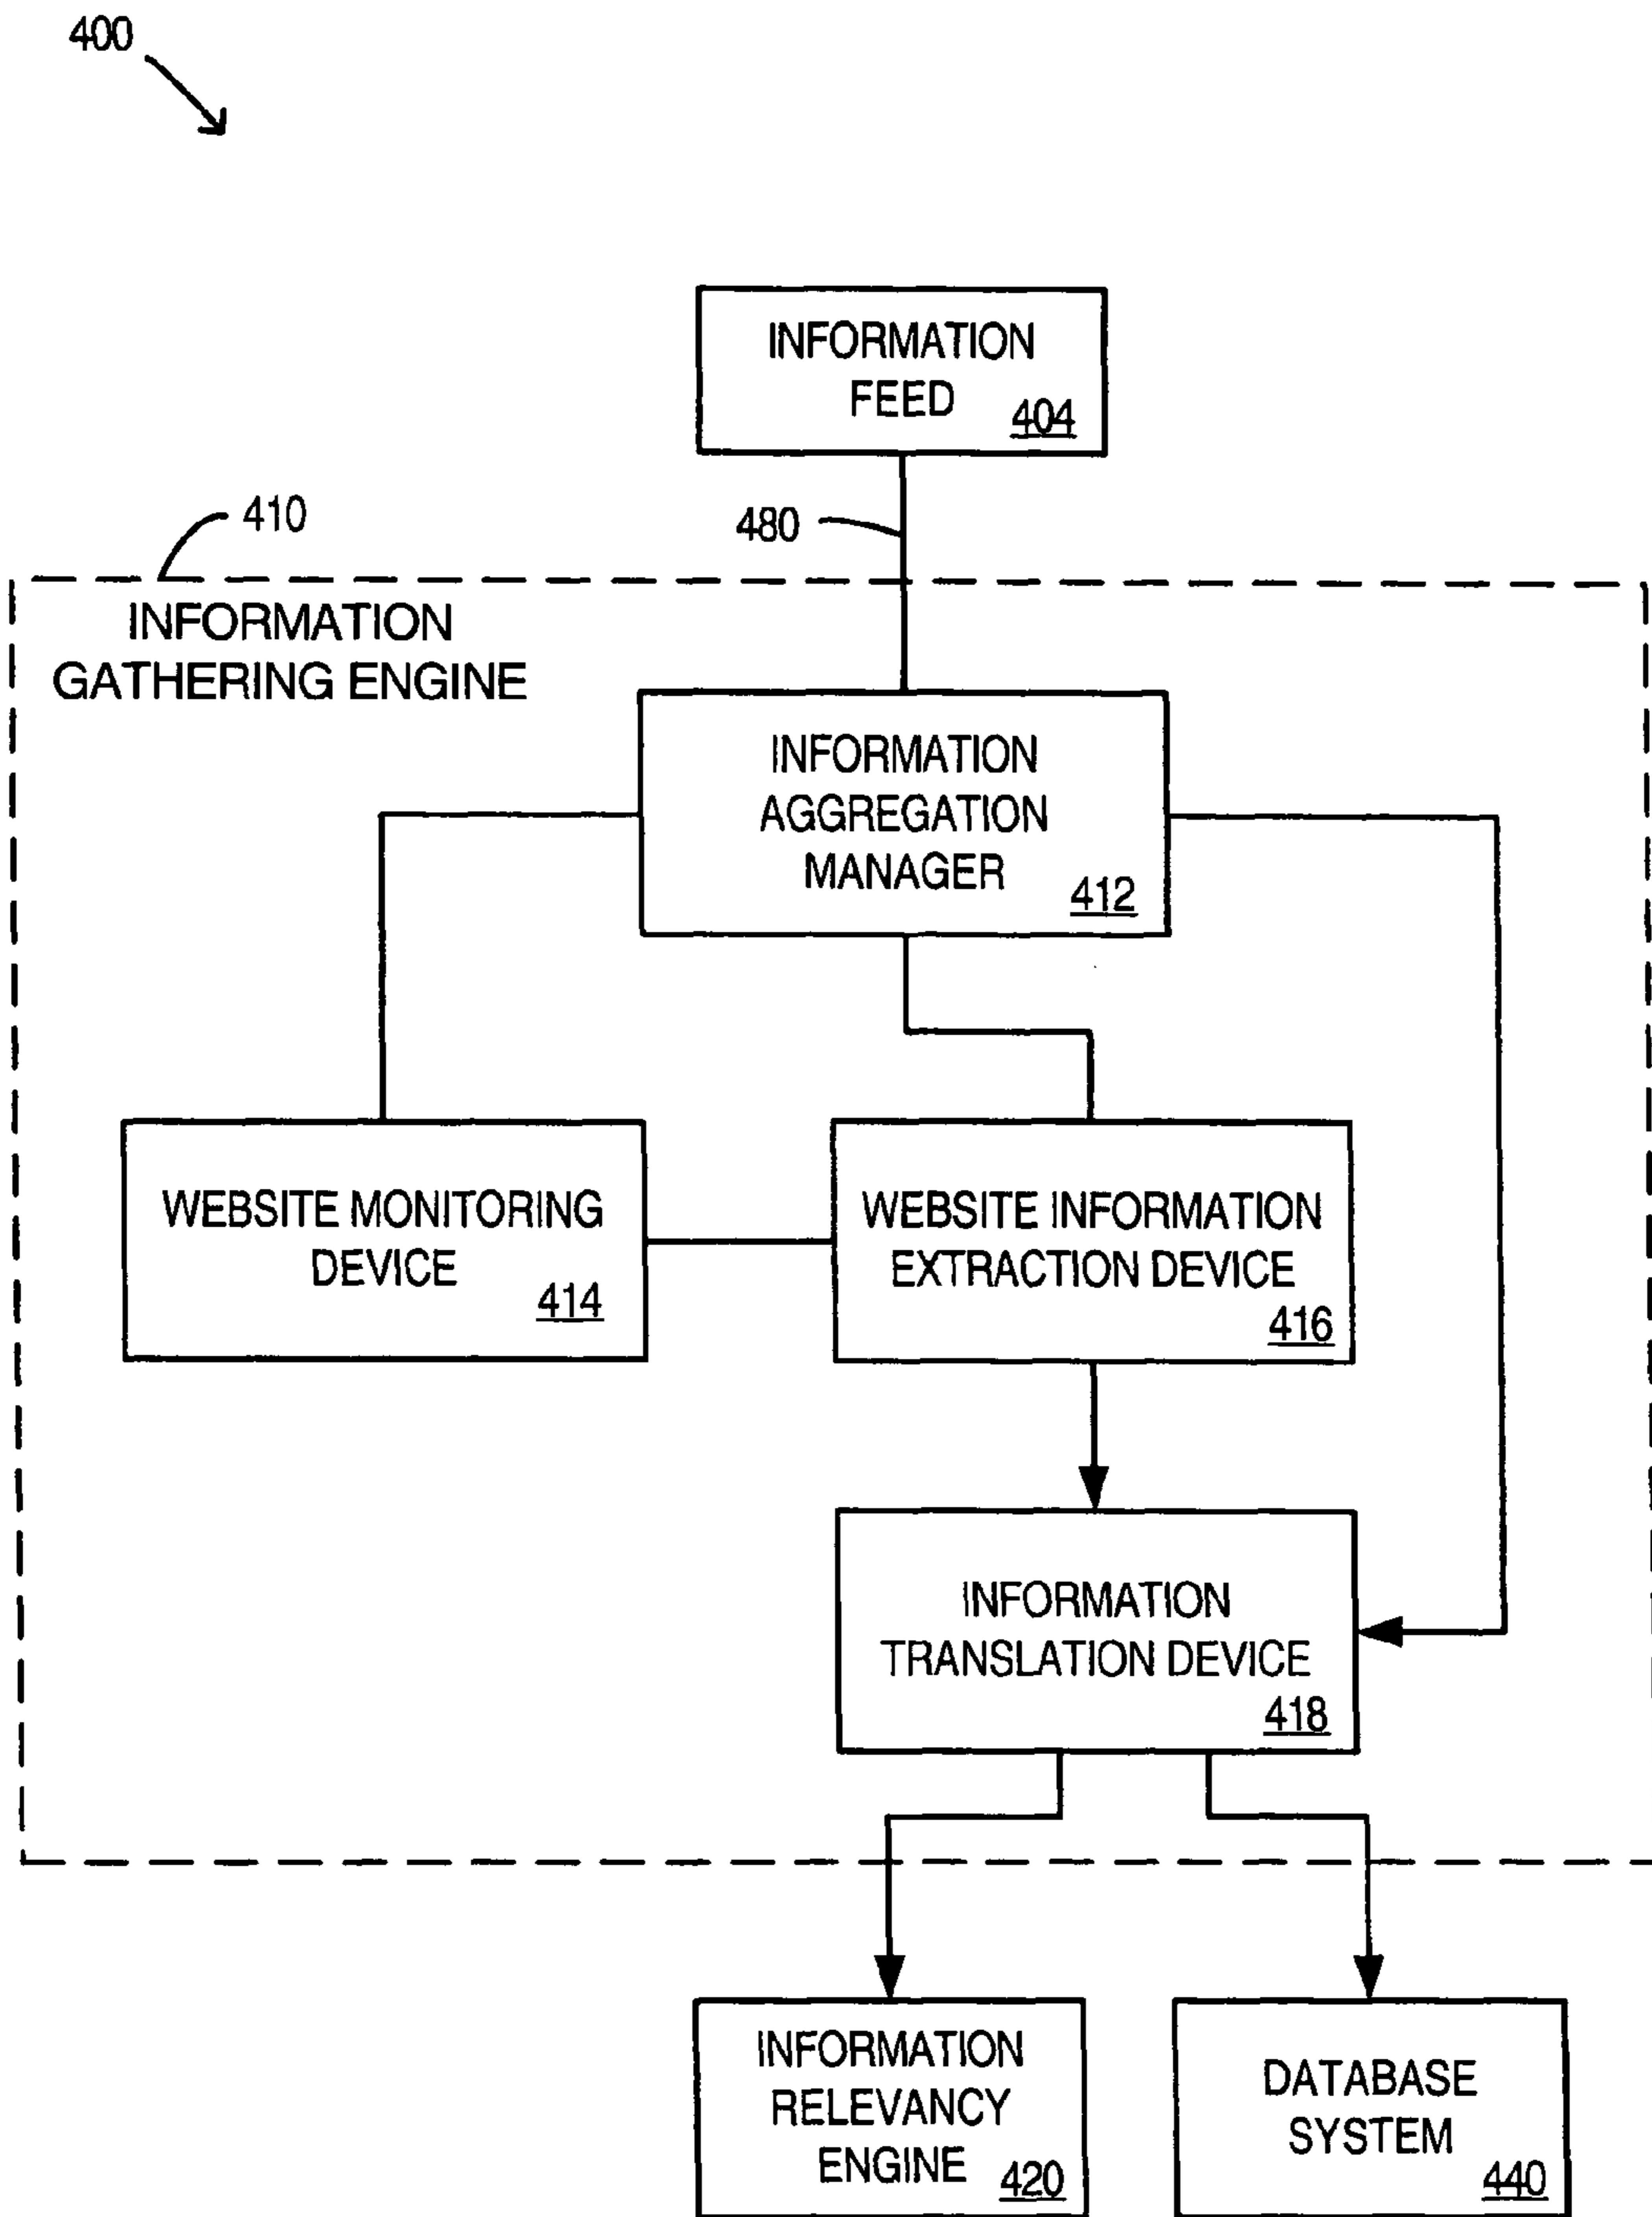 400
INFORMATION
FEED
404
410
480
INFORMATION
GATHERING ENGINE
INFORMATION
AGGREGATION
MANAGER
412
WEBSITE MONITORING
DEVICE
414
WEBSITE INFORMATION
EXTRACTION DEVICE
416
INFORMATION
TRANSLATION DEVICE
418
INFORMATION
RELEVANCY
ENGINE
420
DATABASE
SYSTEM
440